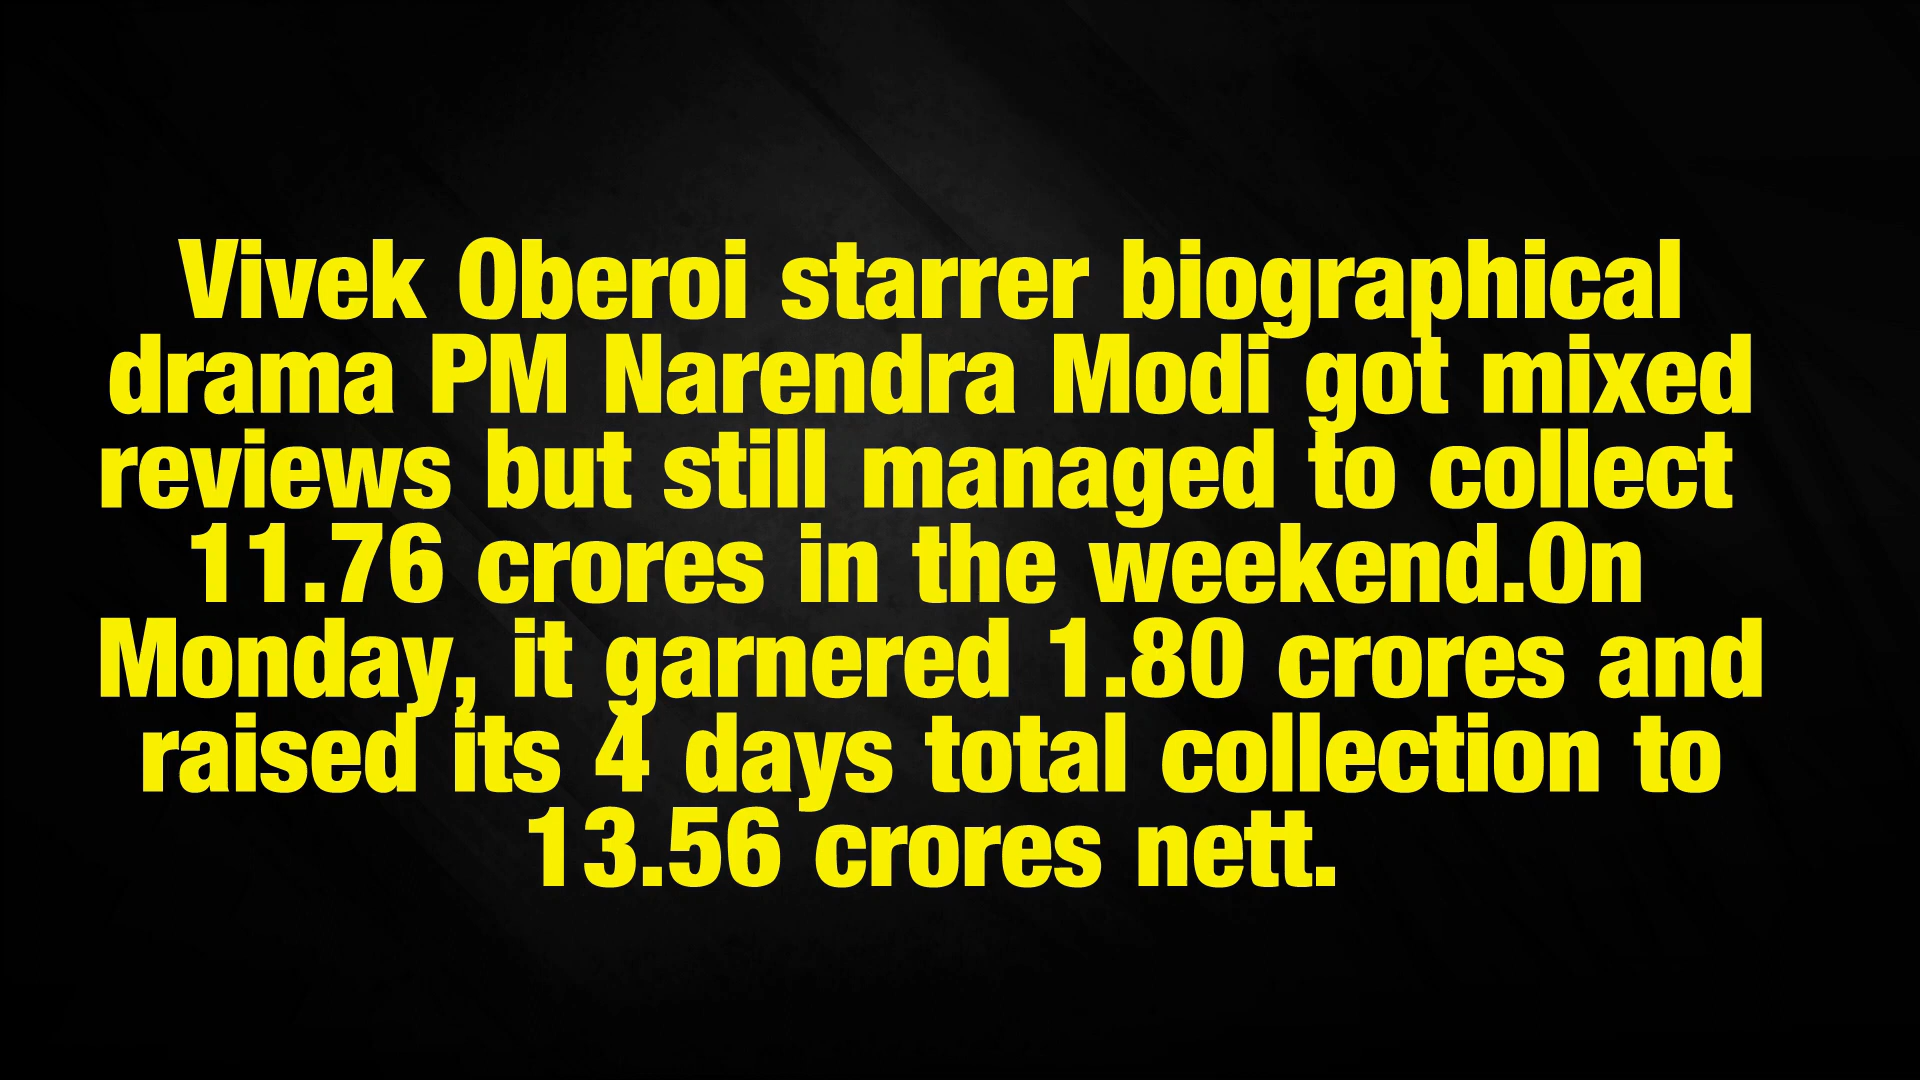 Vivek Oberoi starrer biographical
drama PM Narendra Modi got mixed
reviews but still managed to collect
11.76 crores in the weekend.On
Monday, it garnered 1.80 crores and
raised its 4 days total collection to
13.56 crores nett.